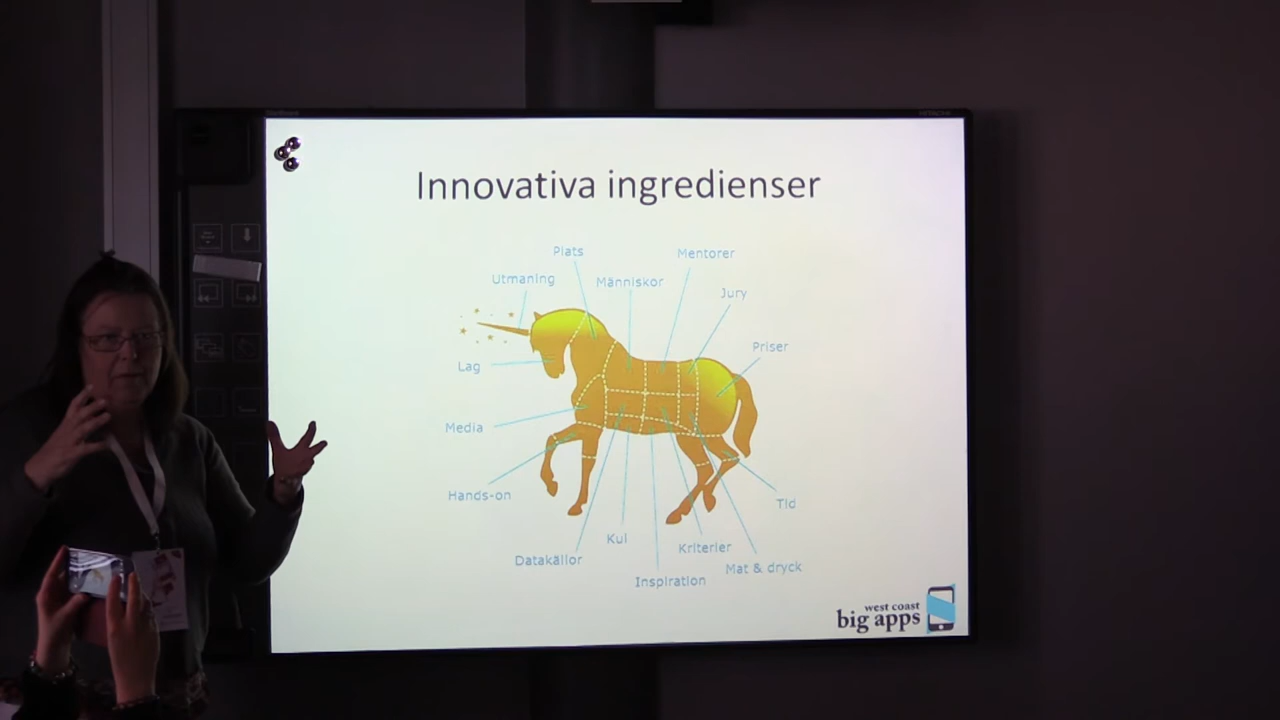 HITACHI
Innovativa ingredienser
Plats
Mentorer
Utmaning
Människor
Jury
Priser
Lag
Media
Hands-on
Tid
Kul
Kriterier
Datakällor
Mat & dryck
Inspiration
west coast
big apps